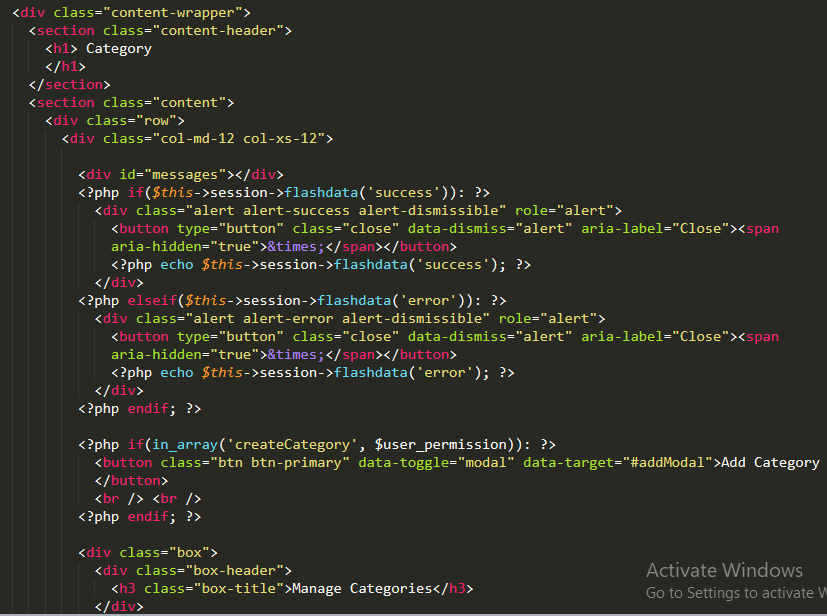 <div class="content-wrapper">
<section class="content-header">
<h1> Category
</h1>
</section>
<section class="content">
<div class="row">
<div class="col-md-12 col-xs-12">
<div id="messages"></div>
<?php if($this->session->flashdata('success')): ?>
<div class="alert alert-success alert-dismissible" role="alert">
<button type="button" class="close" data-dismiss="alert" aria-label="Close"><span
aria-hidden="true">&times;</span></button>
<?php echo $this->session->flashdata('success'); ?>
</div>
<?php elseif($this->session->flashdata('error')): ?>
<div class="alert alert-error alert-dismissible" role="alert">
<button type="button" class="close" data-dismiss="alert" aria-label="Close"><span
aria-hidden="true">&times;</span></button>
<?php echo $this->session->flashdata('error'); ?>
</div>
<?php endif; ?>
<?php if(in_array('createCategory', $user_permission)): ?>
<button class="btn btn-primary" data-toggle="modal" data-target="#addModal">Add Category
</button>
<br /> <br />
<?php endif; ?>
<div class="box">
<div class="box-header">
<h3 class="box-title">Manage Categories</h3>
</div>
Activate Windows
Go to Settings to activate W